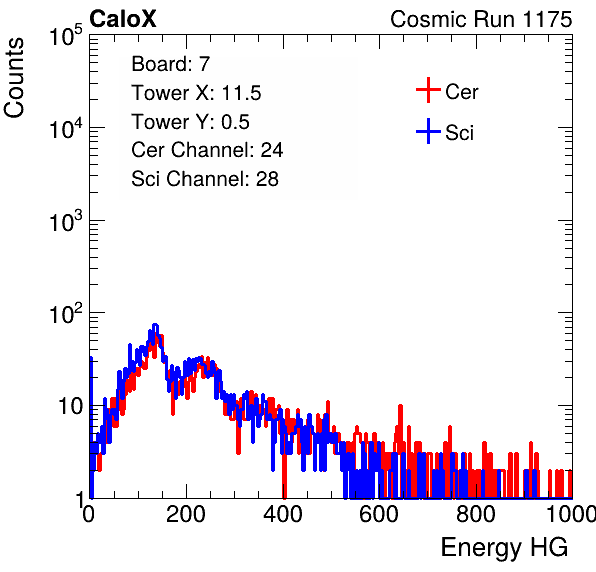 CaloX
Cosmic Run 1175
Counts
Board: 7
Tower X: 11.5
Tower Y: 0.5
Cer Channel: 24
Sci Channel: 28
Cer
Sci
10^5
10^4
10^3
10^2
10
1
0 200 400 600 800 1000
Energy HG